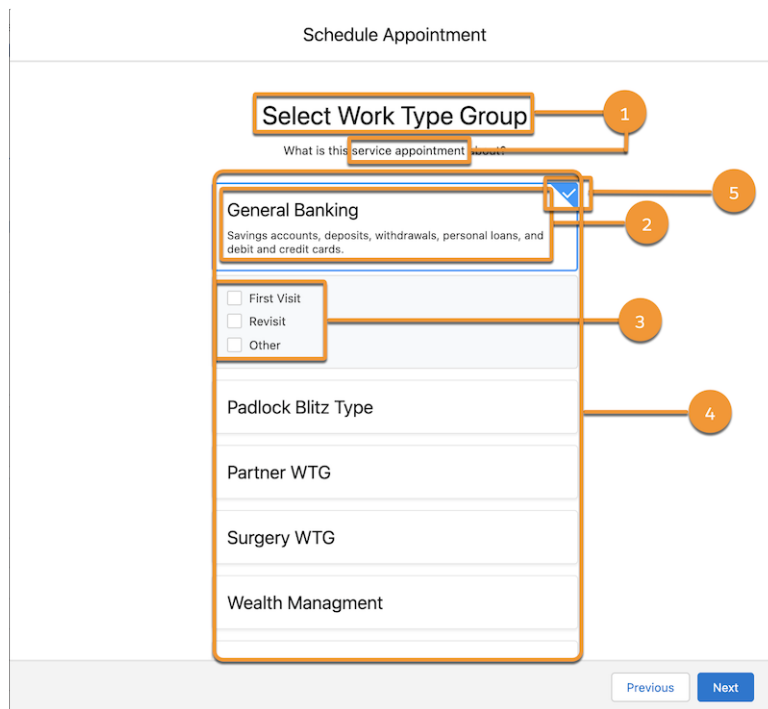 Schedule Appointment
Select Work Type Group
1
What is this service appointment about?
5
General Banking
2
Savings accounts, deposits, withdrawals, personal loans, and
debit and credit cards.
First Visit
Revisit
3
Other
Padlock Blitz Type
4
Partner WTG
Surgery WTG
Wealth Managment
Previous
Next